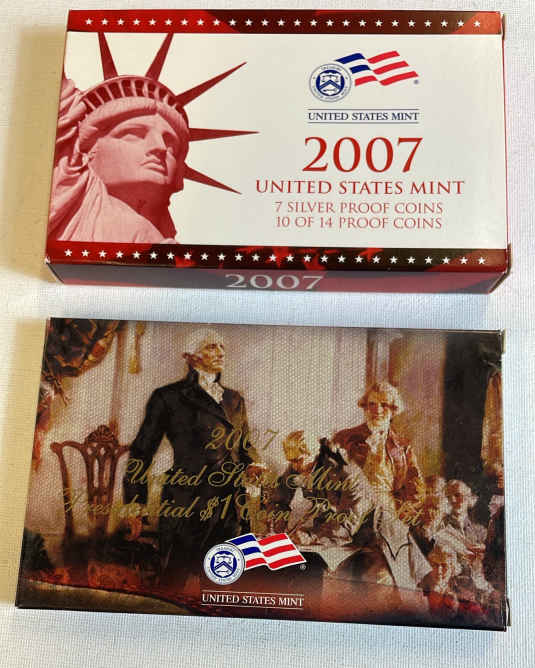 UNITED STATES MINT
2007
UNITED STATES MINT
7 SILVER PROOF COINS
10 OF 14 PROOF COINS
2007
2007
United States Mint
Presidential $1 Coin Proof Set
UNITED STATES MINT